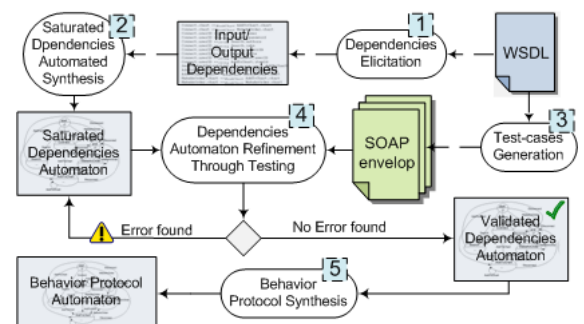 Saturated
Dpendencies
Automated
Synthesis
2
Input/
Output
Dependencies
1
Dependencies
Elicitation
WSDL
3
Test-cases
Generation
Saturated
Dependencies
Automaton
4
Dependencies
Automaton Refinement
Through Testing
SOAP
envelop
Error found
No Error found
Validated
Dependencies
Automaton
5
Behavior
Protocol Synthesis
Behavior Protocol
Automaton